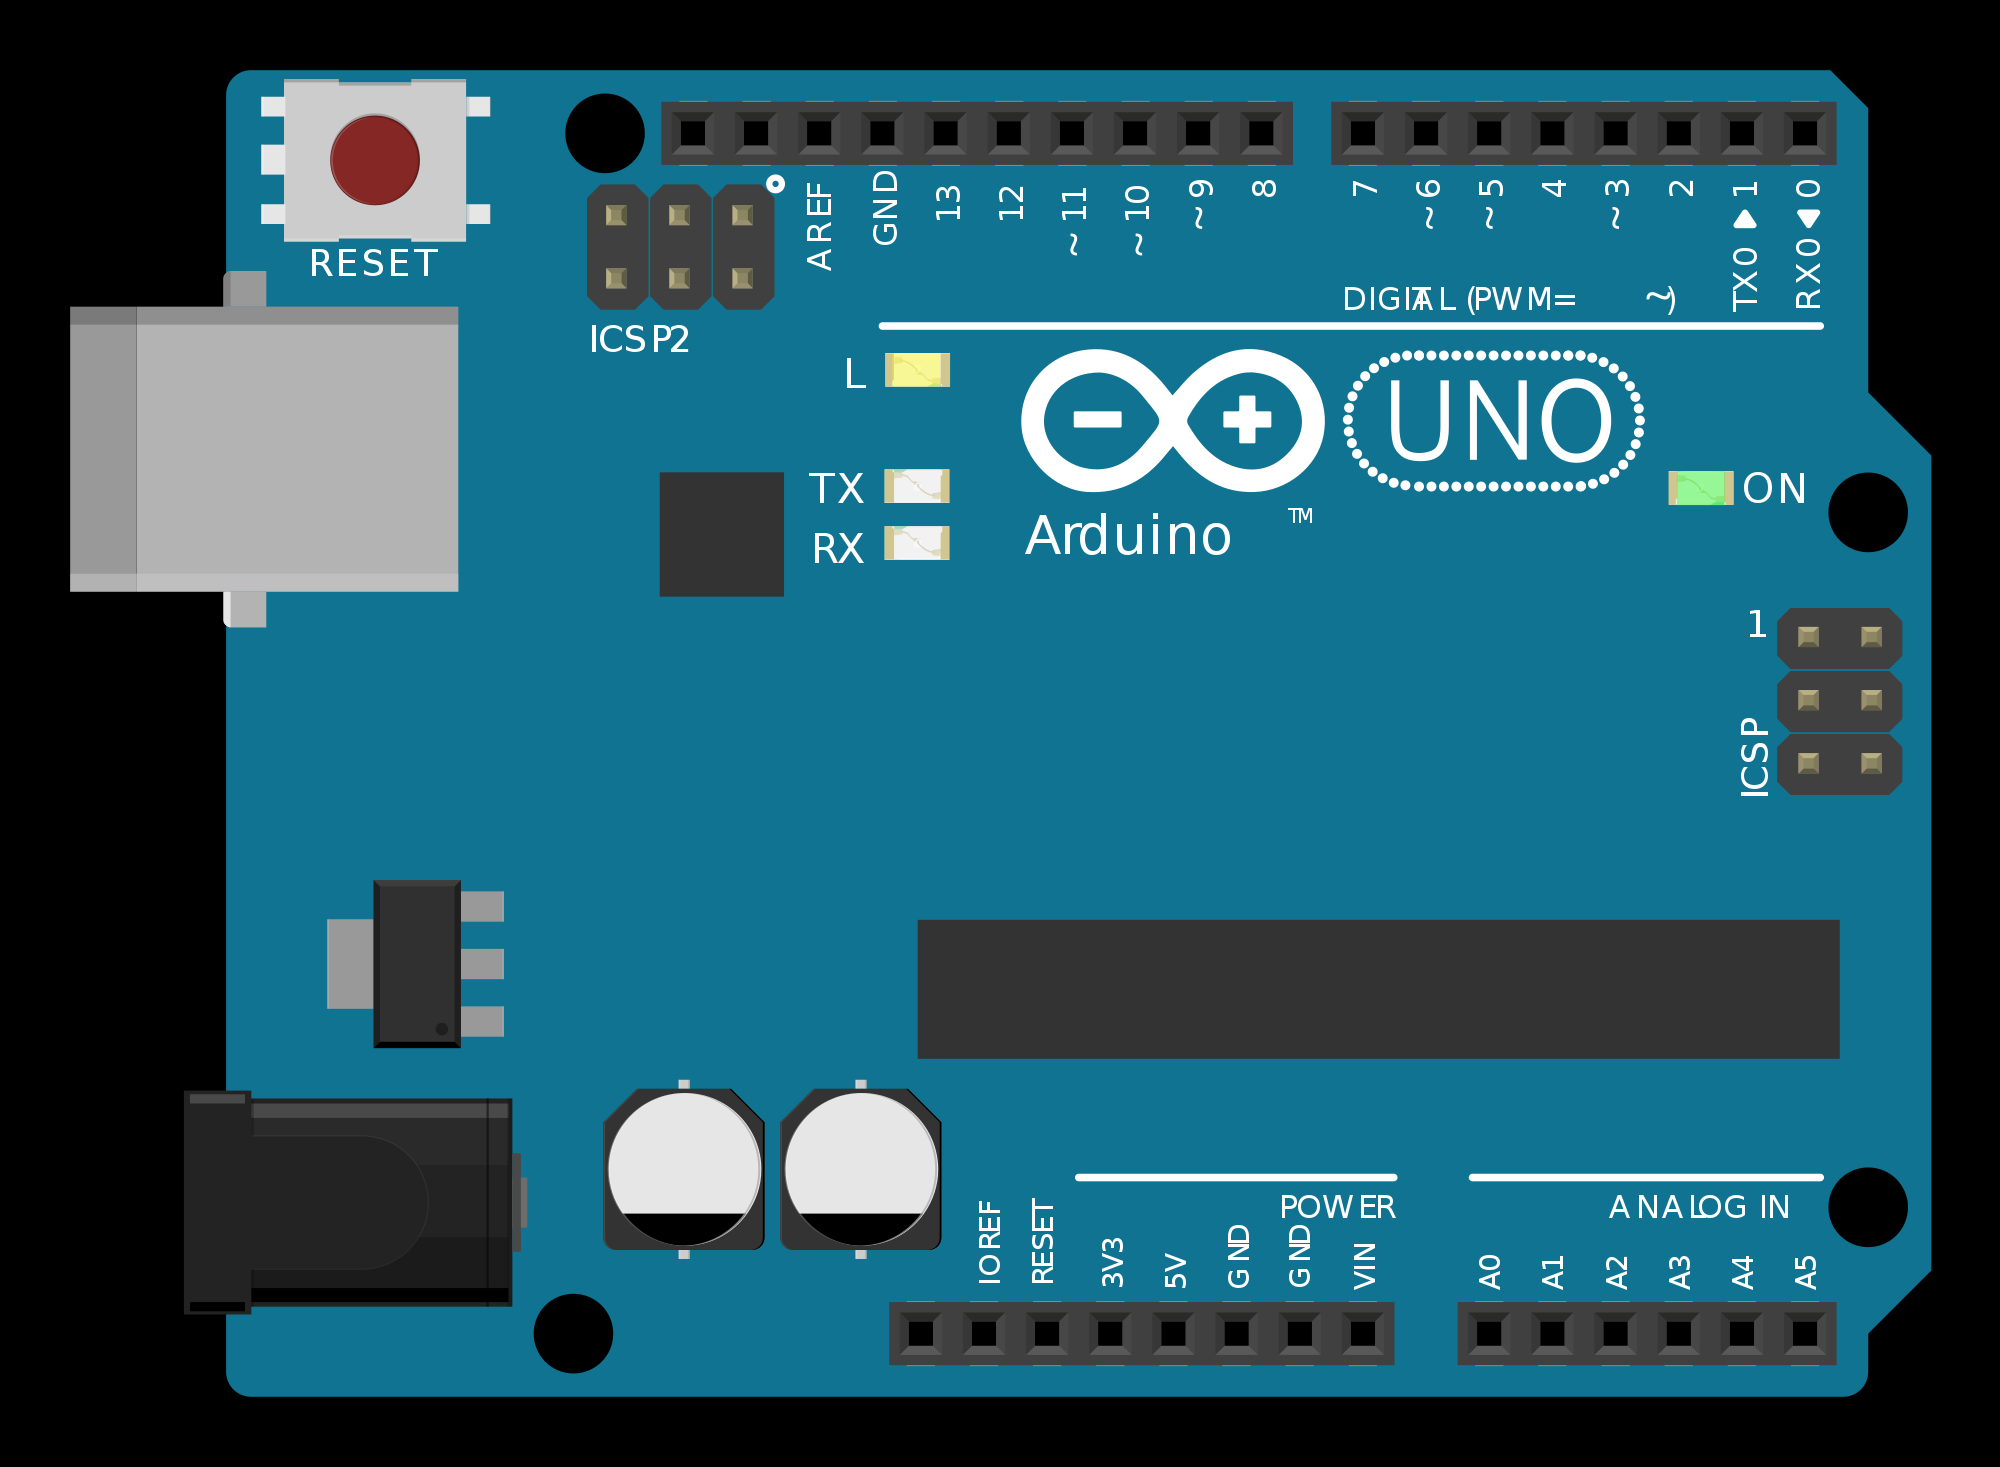 RESET
ICSP2
AREF
GND
13
12
~11
~10
~9
8
7
~6
~5
4
~3
2
TX0▶1
RX0◀0
DIGITAL (PWM= ~)
L
TX
RX
UNO
Arduino
TM
ON
1
ICSP
POWER
ANALOG IN
IOREF
RESET
3V3
5V
GND
GND
VIN
A0
A1
A2
A3
A4
A5